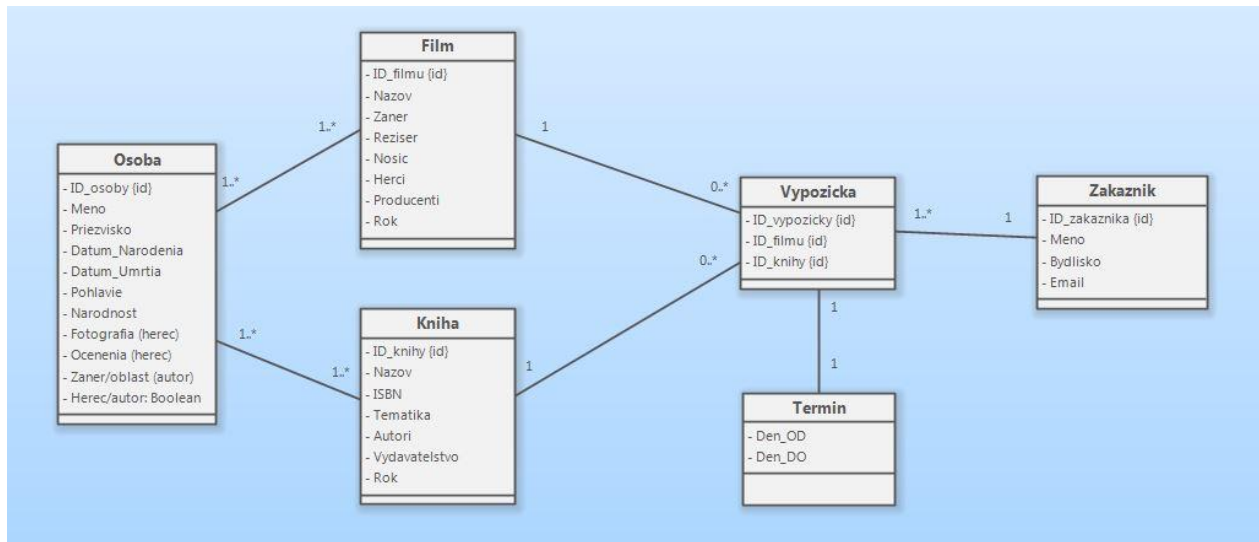 Film
- ID_filmu {id}
- Nazov
- Zaner
- Reziser
- Nosic
- Herci
- Producenti
- Rok
1..*
1..*
1
0..*
Osoba
- ID_osoby {id}
- Meno
- Priezvisko
- Datum_Narodenia
- Datum_Umrtia
- Pohlavie
- Narodnost
- Fotografia (herec)
- Ocenenia (herec)
- Zaner/oblast (autor)
- Herec/autor: Boolean
1..*
1..*
Kniha
- ID_knihy {id}
- Nazov
- ISBN
- Tematika
- Autori
- Vydavatelstvo
- Rok
1
0..*
Vypozicka
- ID_vypozicky {id}
- ID_filmu {id}
- ID_knihy {id}
1..*
1
Zakaznik
- ID_zakaznika {id}
- Meno
- Bydlisko
- Email
1
1
Termin
- Den_OD
- Den_DO